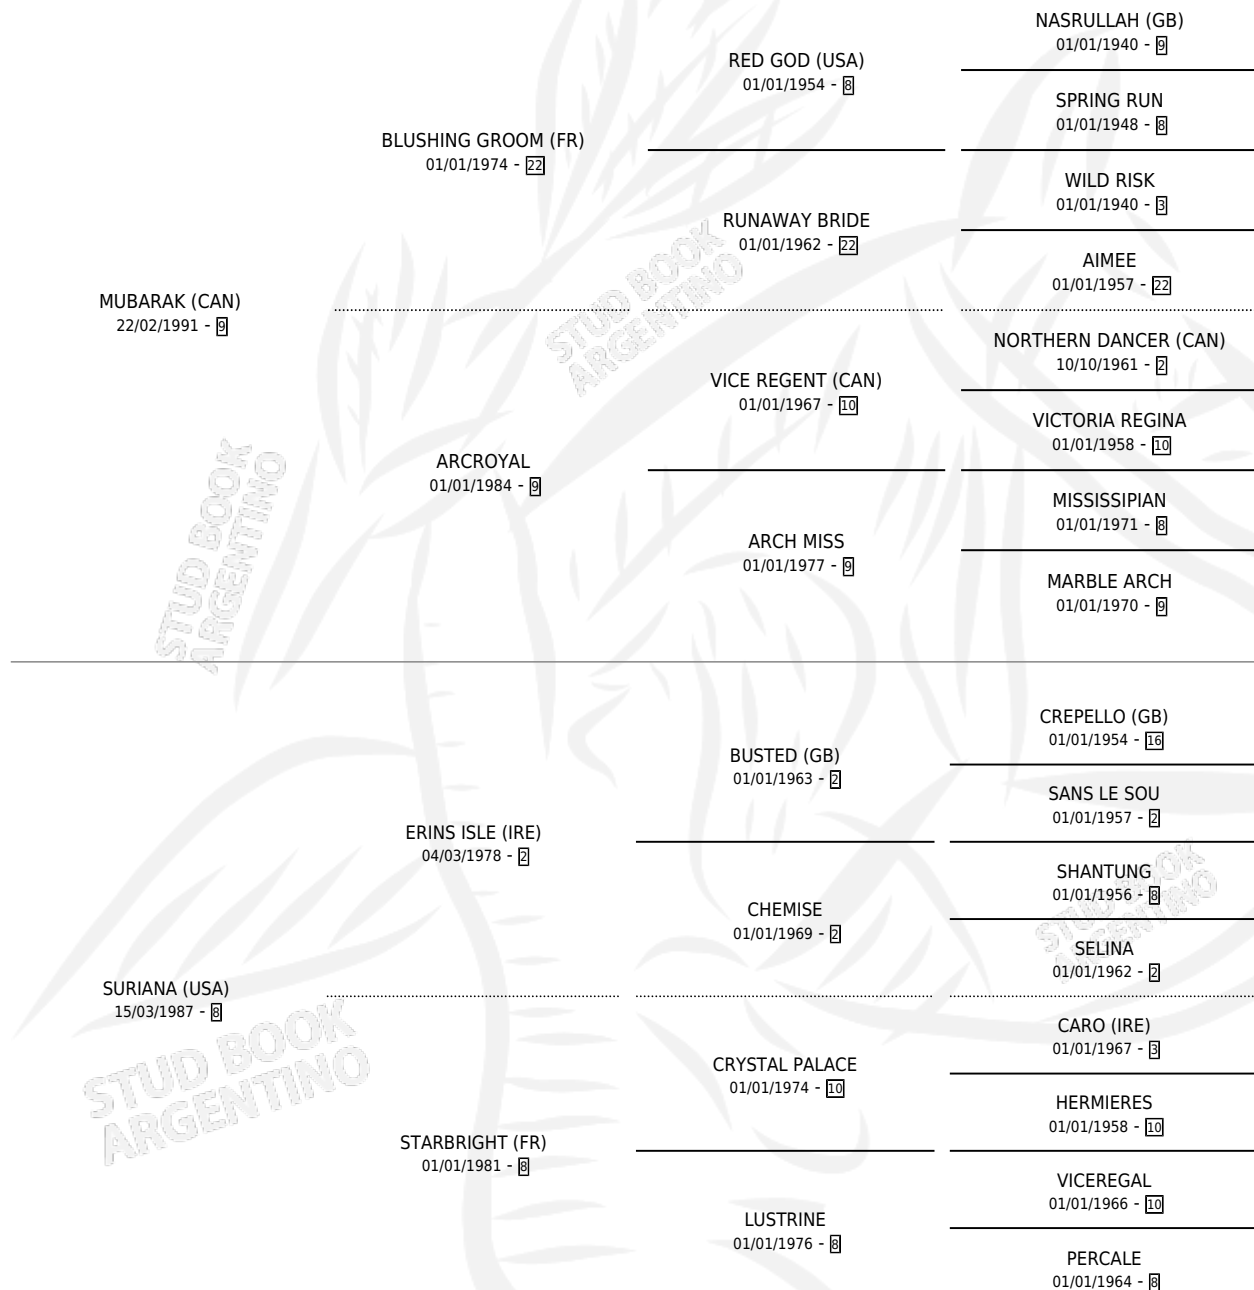 NASRULLAH (GB)
01/01/1940 - 9
RED GOD (USA)
01/01/1954 - 8
SPRING RUN
01/01/1948 - 8
BLUSHING GROOM (FR)
01/01/1974 - 22
WILD RISK
01/01/1940 - 3
RUNAWAY BRIDE
01/01/1962 - 22
AIMEE
01/01/1957 - 22
MUBARAK (CAN)
22/02/1991 - 9
NORTHERN DANCER (CAN)
10/10/1961 - 2
VICE REGENT (CAN)
01/01/1967 - 10
VICTORIA REGINA
01/01/1958 - 10
ARCROYAL
01/01/1984 - 9
MISSISSIPIAN
01/01/1971 - 8
ARCH MISS
01/01/1977 - 9
MARBLE ARCH
01/01/1970 - 9
CREPELLO (GB)
01/01/1954 - 16
BUSTED (GB)
01/01/1963 - 2
SANS LE SOU
01/01/1957 - 2
ERINS ISLE (IRE)
04/03/1978 - 2
SHANTUNG
01/01/1956 - 8
CHEMISE
01/01/1969 - 2
SELINA
01/01/1962 - 2
SURIANA (USA)
15/03/1987 - 8
CARO (IRE)
01/01/1967 - 3
CRYSTAL PALACE
01/01/1974 - 10
HERMIERES
01/01/1958 - 10
STARBRIGHT (FR)
01/01/1981 - 8
VICEREGAL
01/01/1966 - 10
LUSTRINE
01/01/1976 - 8
PERCALE
01/01/1964 - 8
STUD BOOK
ARGENTINO
STUD BOOK
ARGENTINO
STUD BOOK
ARGENTINO
STUD BOOK
ARGENTINO